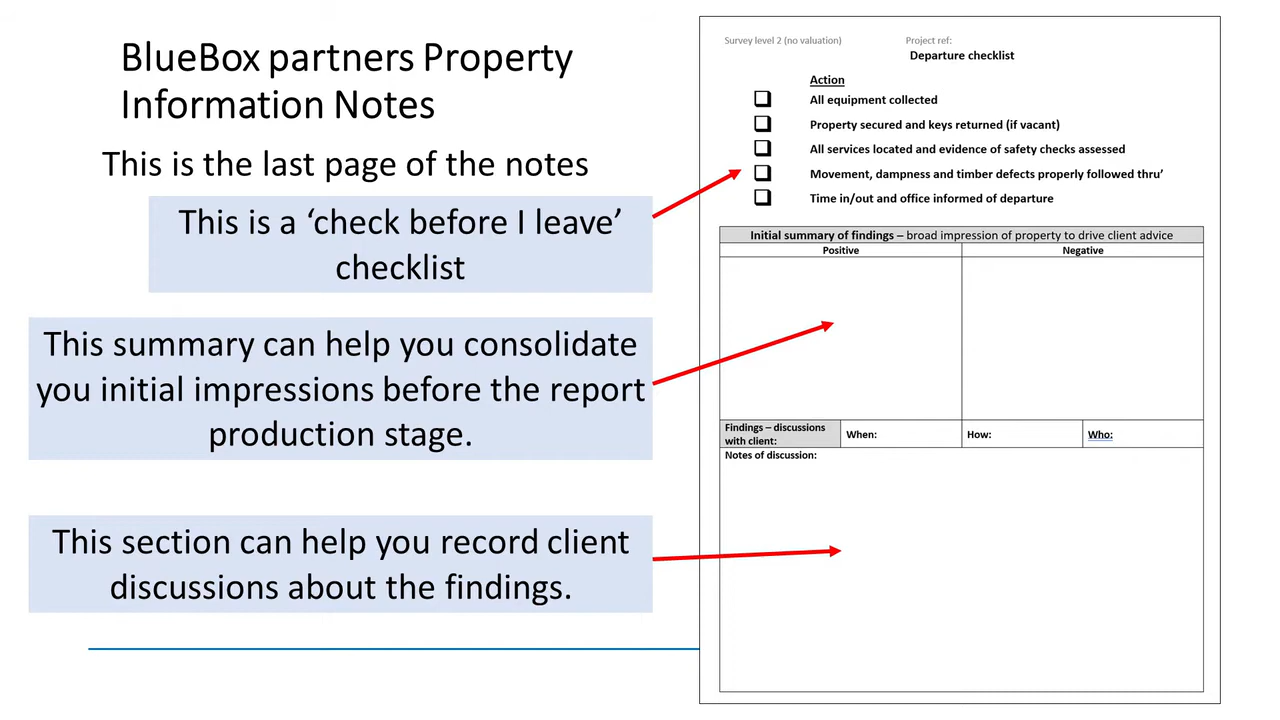 BlueBox partners Property
Information Notes
This is the last page of the notes
This is a ‘check before I leave’
checklist
This summary can help you consolidate
you initial impressions before the report
production stage.
This section can help you record client
discussions about the findings.
Survey level 2 (no valuation) Project ref:
Departure checklist
Action
All equipment collected
Property secured and keys returned (if vacant)
All services located and evidence of safety checks assessed
Movement, dampness and timber defects properly followed thru’
Time in/out and office informed of departure
Initial summary of findings – broad impression of property to drive client advice
Positive Negative
Findings – discussions
with client:
When: How: Who:
Notes of discussion: